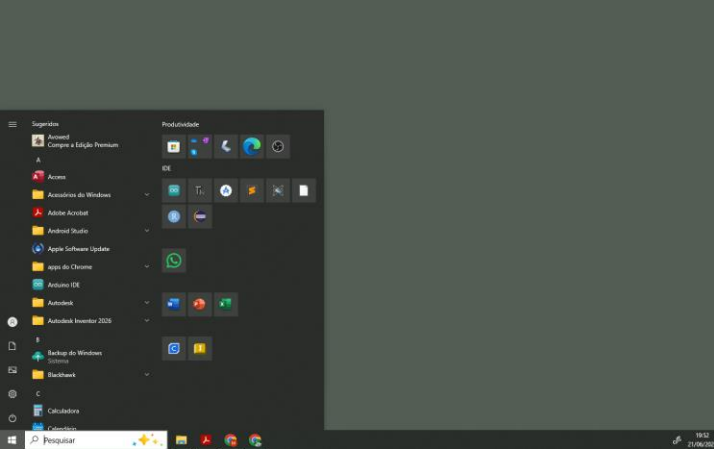 Sugeridos
Avowed
Compre a Edição Premium
A
Access
Acessórios do Windows
Adobe Acrobat
Android Studio
Apple Software Update
apps do Chrome
Arduino IDE
Autodesk
Autodesk Inventor 2026
B
Backup do Windows
Sistema
Blackhawk
C
Calculadora
Calendário
Produtividade
IDE
Pesquisar
19:52